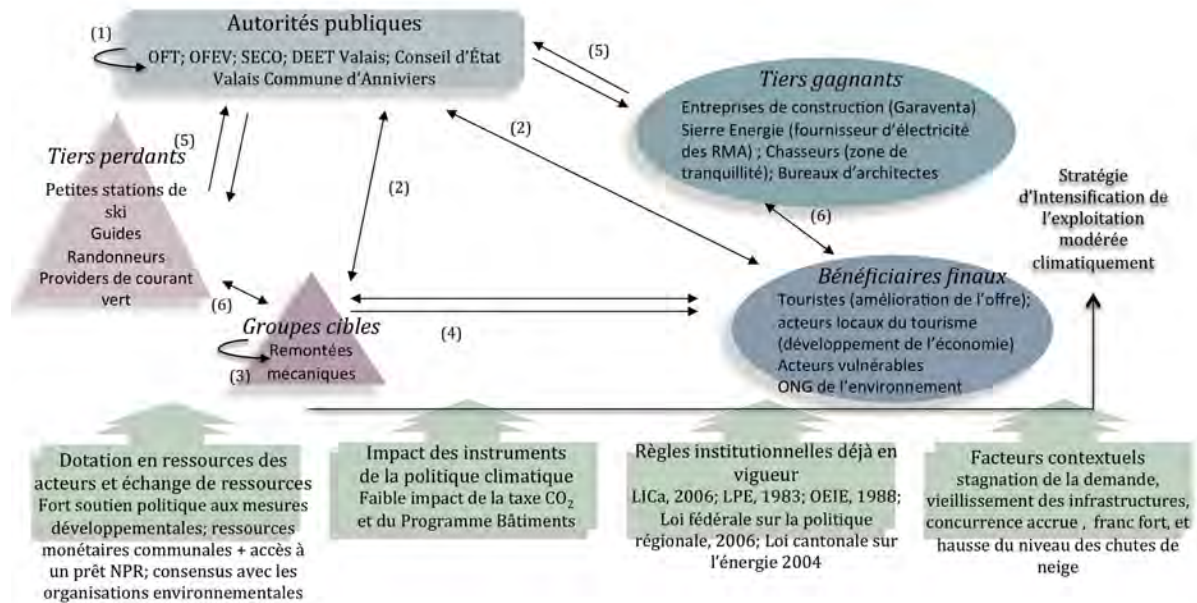 Autorités publiques
(1)
OFT; OFEV; SECO; DEET Valais; Conseil d'État
Valais Commune d'Anniviers
(5)
Tiers gagnants
Entreprises de construction (Garaventa)
Sierre Energie (fournisseur d'électricité
des RMA) ; Chasseurs (zone de
tranquillité); Bureaux d'architectes
(2)
(5)
Tiers perdants
Petites stations de
ski
Guides
Randonneurs
Providers de courant
vert
(2)
(6)
Stratégie
d'Intensification de
l'exploitation
modérée
climatiquement
(6)
Groupes cibles
Remontées
mécaniques
(3)
(4)
Bénéficiaires finaux
Touristes (amélioration de l'offre);
acteurs locaux du tourisme
(développement de l'économie)
Acteurs vulnérables
ONG de l'environnement
Dotation en ressources des
acteurs et échange de ressources
Fort soutien politique aux mesures
développementales; ressources
monétaires communales + accès à
un prêt NPR; consensus avec les
organisations environnementales
Impact des instruments
de la politique climatique
Faible impact de la taxe CO₂
et du Programme Bâtiments
Règles institutionnelles déjà en
vigueur
LICa, 2006; LPE, 1983; OEIE, 1988;
Loi fédérale sur la politique
régionale, 2006; Loi cantonale sur
l'énergie 2004
Facteurs contextuels
stagnation de la demande,
vieillissement des infrastructures,
concurrence accrue , franc fort, et
hausse du niveau des chutes de
neige